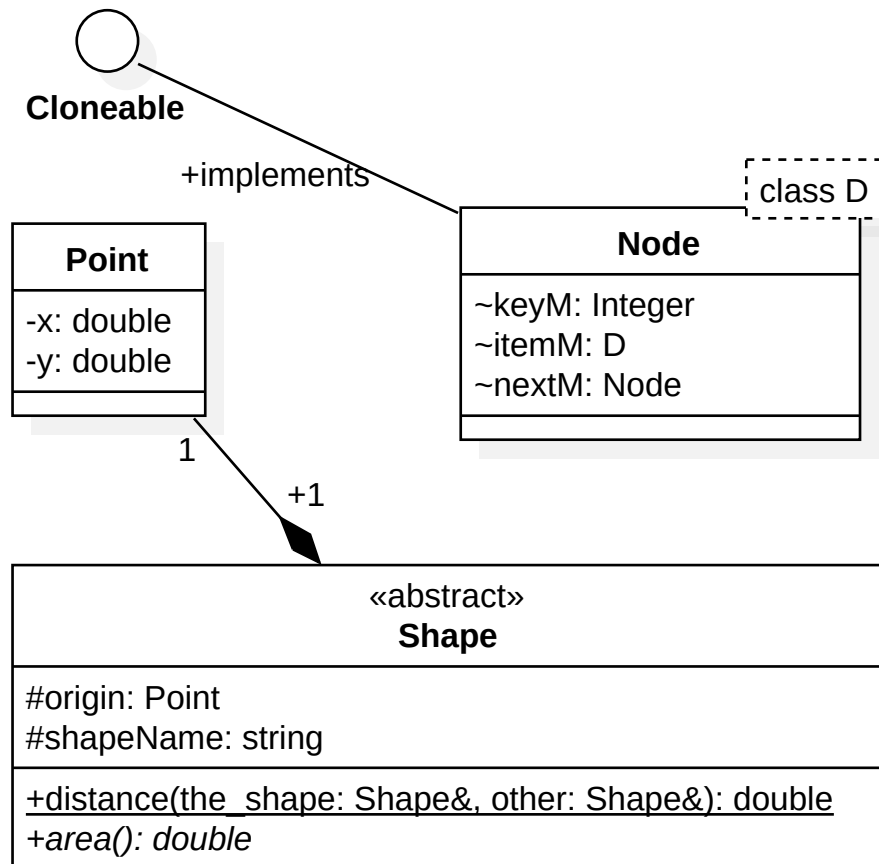 Cloneable
+implements
class D
Node
~keyM: Integer
~itemM: D
~nextM: Node
Point
-x: double
-y: double
1
+1
«abstract»
Shape
#origin: Point
#shapeName: string
+distance(the_shape: Shape&, other: Shape&): double
+area(): double